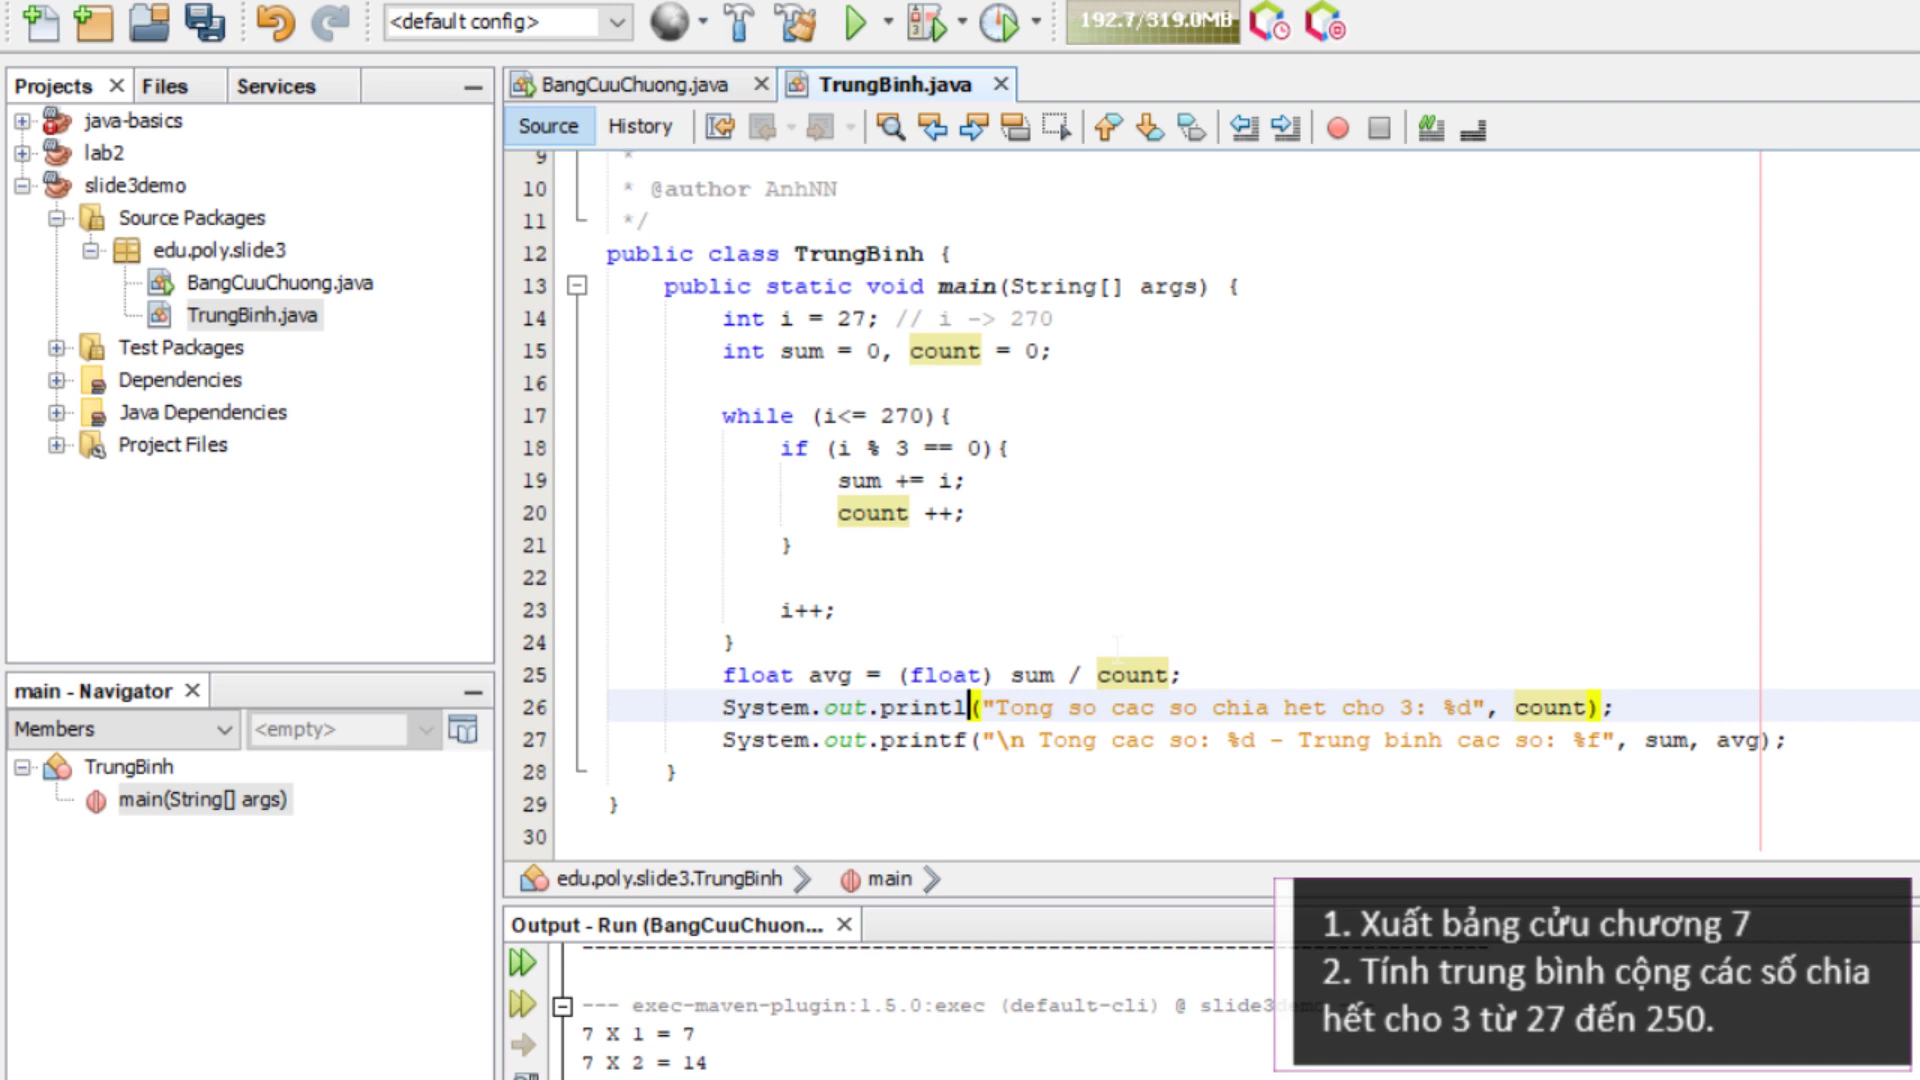 <default config>
192.7/319.0MB
Projects
Files
Services
java-basics
lab2
slide3demo
Source Packages
edu.poly.slide3
BangCuuChuong.java
TrungBinh.java
Test Packages
Dependencies
Java Dependencies
Project Files
main - Navigator
Members
<empty>
TrungBinh
main(String[] args)
BangCuuChuong.java
TrungBinh.java
Source
History
9 *
10 * @author AnhNN
11 */
12 public class TrungBinh {
13 public static void main(String[] args) {
14 int i = 27; // i -> 270
15 int sum = 0, count = 0;
16
17 while (i<= 270){
18 if (i % 3 == 0){
19 sum += i;
20 count ++;
21 }
22
23 i++;
24 }
25 float avg = (float) sum / count;
26 System.out.printl("Tong so cac so chia het cho 3: %d", count);
27 System.out.printf("\n Tong cac so: %d - Trung binh cac so: %f", sum, avg);
28 }
29 }
30
edu.poly.slide3.TrungBinh
main
Output - Run (BangCuuChuon...
--- exec-maven-plugin:1.5.0:exec (default-cli) @ slide3demo
7 X 1 = 7
7 X 2 = 14
1. Xuất bảng cửu chương 7
2. Tính trung bình cộng các số chia
hết cho 3 từ 27 đến 250.